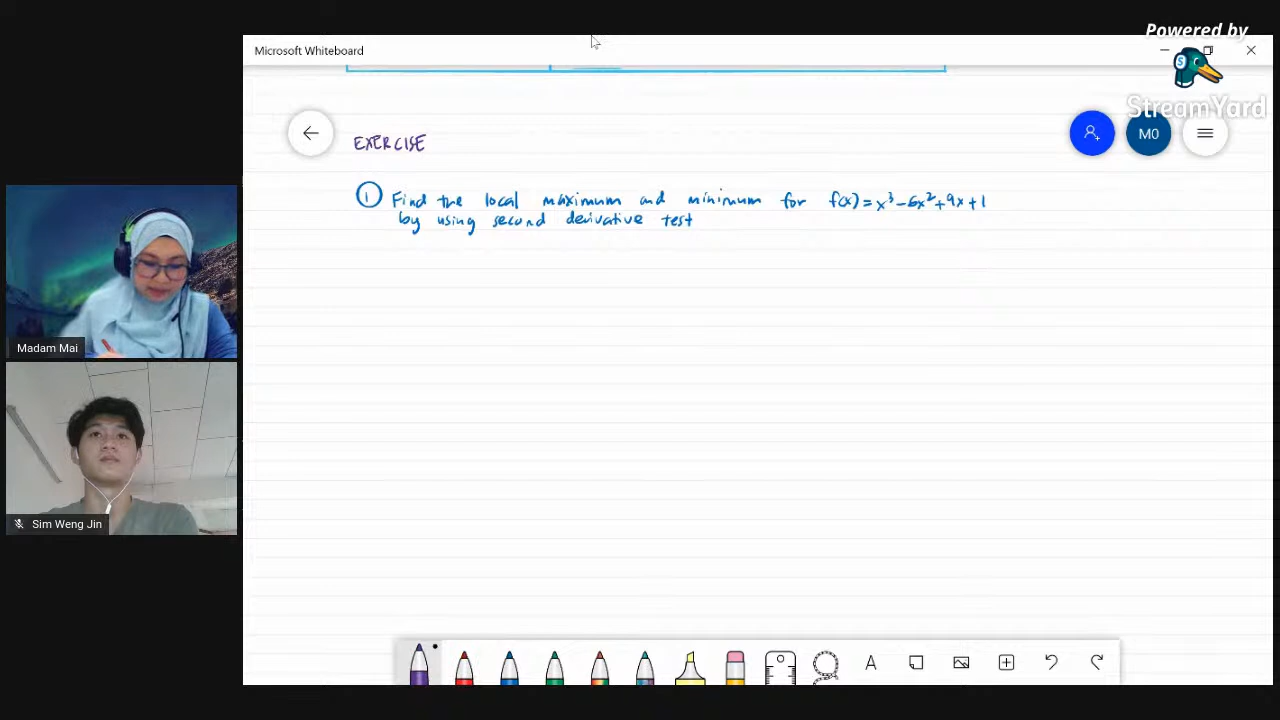 Powered by
Microsoft Whiteboard
StreamYard
S
M0
EXERCISE
① Find the local maximum and minimum for f(x) = x³ - 6x² + 9x + 1
by using second derivative test
Madam Mai
Sim Weng Jin
A